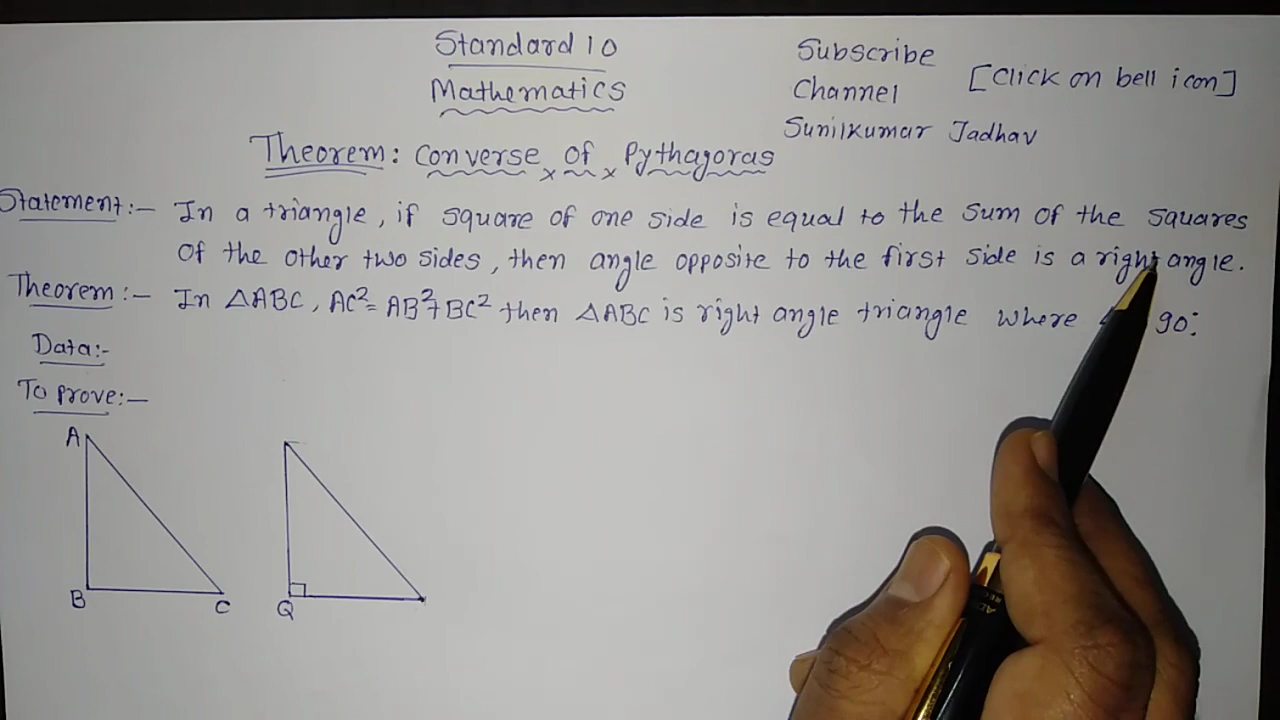 Standard 10
Mathematics
Subscribe
Channel [Click on bell icon]
Sunilkumar Jadhav
Theorem: Converse of Pythagoras
Statement:- In a triangle, if square of one side is equal to the sum of the squares
of the other two sides, then angle opposite to the first side is a right angle.
Theorem:- In △ABC, AC²= AB²+BC² then △ABC is right angle triangle where 90°.
Data:-
To prove:-
A
B
C
Q